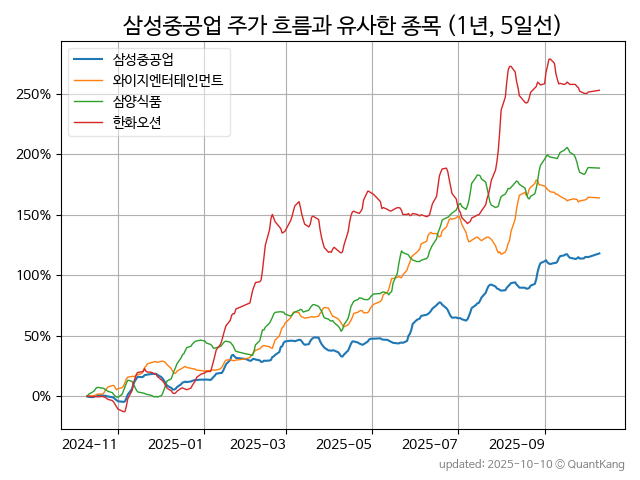 삼성중공업 주가 흐름과 유사한 종목 (1년, 5일선)
삼성중공업
와이지엔터테인먼트
삼양식품
한화오션
250%
200%
150%
100%
50%
0%
2024-11 2025-01 2025-03 2025-05 2025-07 2025-09
updated: 2025-10-10 © QuantKang